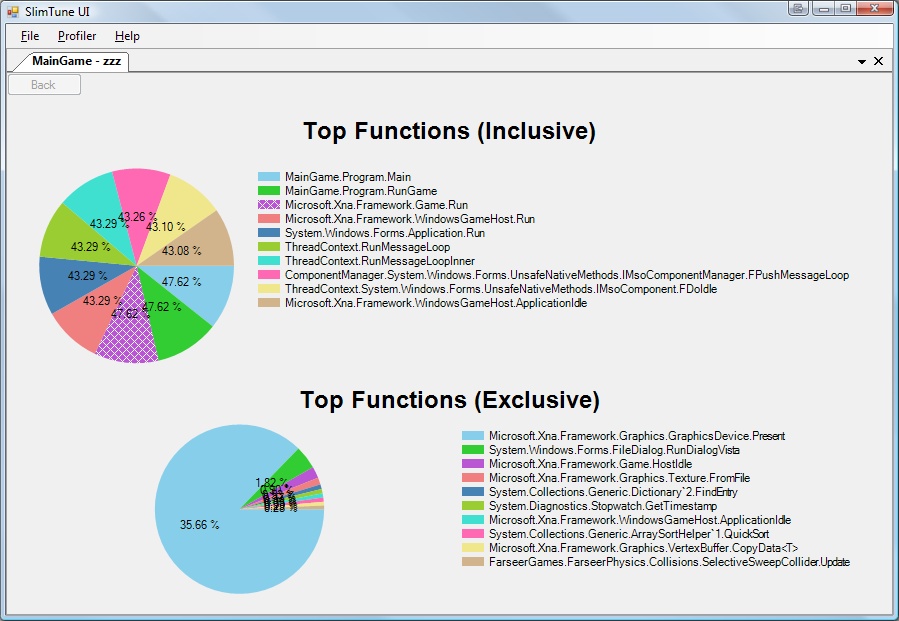 SlimTune UI
File Profiler Help
MainGame - zzz
Back
Top Functions (Inclusive)
43.26 %
43.10 %
43.29 %
43.29 %
43.08 %
43.29 %
47.62 %
43.29 %
47.62 %
47.62 %
MainGame.Program.Main
MainGame.Program.RunGame
Microsoft.Xna.Framework.Game.Run
Microsoft.Xna.Framework.WindowsGameHost.Run
System.Windows.Forms.Application.Run
ThreadContext.RunMessageLoop
ThreadContext.RunMessageLoopInner
ComponentManager.System.Windows.Forms.UnsafeNativeMethods.IMsoComponentManager.FPushMessageLoop
ThreadContext.System.Windows.Forms.UnsafeNativeMethods.IMsoComponent.FDoIdle
Microsoft.Xna.Framework.WindowsGameHost.ApplicationIdle
Top Functions (Exclusive)
1.82 %
35.66 %
Microsoft.Xna.Framework.Graphics.GraphicsDevice.Present
System.Windows.Forms.FileDialog.RunDialogVista
Microsoft.Xna.Framework.Game.HostIdle
Microsoft.Xna.Framework.Graphics.Texture.FromFile
System.Collections.Generic.Dictionary`2.FindEntry
System.Diagnostics.Stopwatch.GetTimestamp
Microsoft.Xna.Framework.WindowsGameHost.ApplicationIdle
System.Collections.Generic.ArraySortHelper`1.QuickSort
Microsoft.Xna.Framework.Graphics.VertexBuffer.CopyData<T>
FarseerGames.FarseerPhysics.Collisions.SelectiveSweepCollider.Update